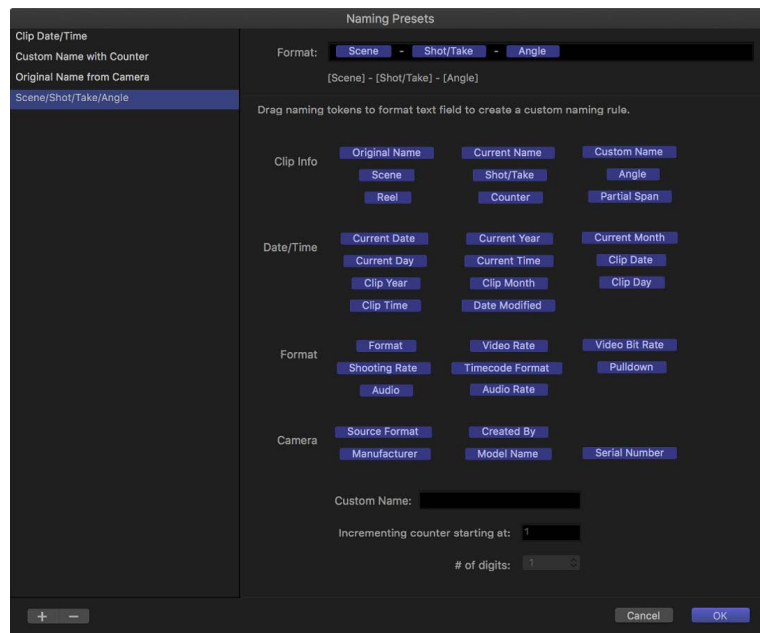 Naming Presets
Clip Date/Time
Custom Name with Counter
Original Name from Camera
Scene/Shot/Take/Angle
Format: Scene - Shot/Take - Angle
[Scene] - [Shot/Take] - [Angle]
Drag naming tokens to format text field to create a custom naming rule.
Clip Info
Original Name Current Name Custom Name
Scene Shot/Take Angle
Reel Counter Partial Span
Date/Time
Current Date Current Year Current Month
Current Day Current Time Clip Date
Clip Year Clip Month Clip Day
Clip Time Date Modified
Format
Format Video Rate Video Bit Rate
Shooting Rate Timecode Format Pulldown
Audio Audio Rate
Camera
Source Format Created By
Manufacturer Model Name Serial Number
Custom Name:
Incrementing counter starting at: 1
# of digits: 1
+ −
Cancel OK